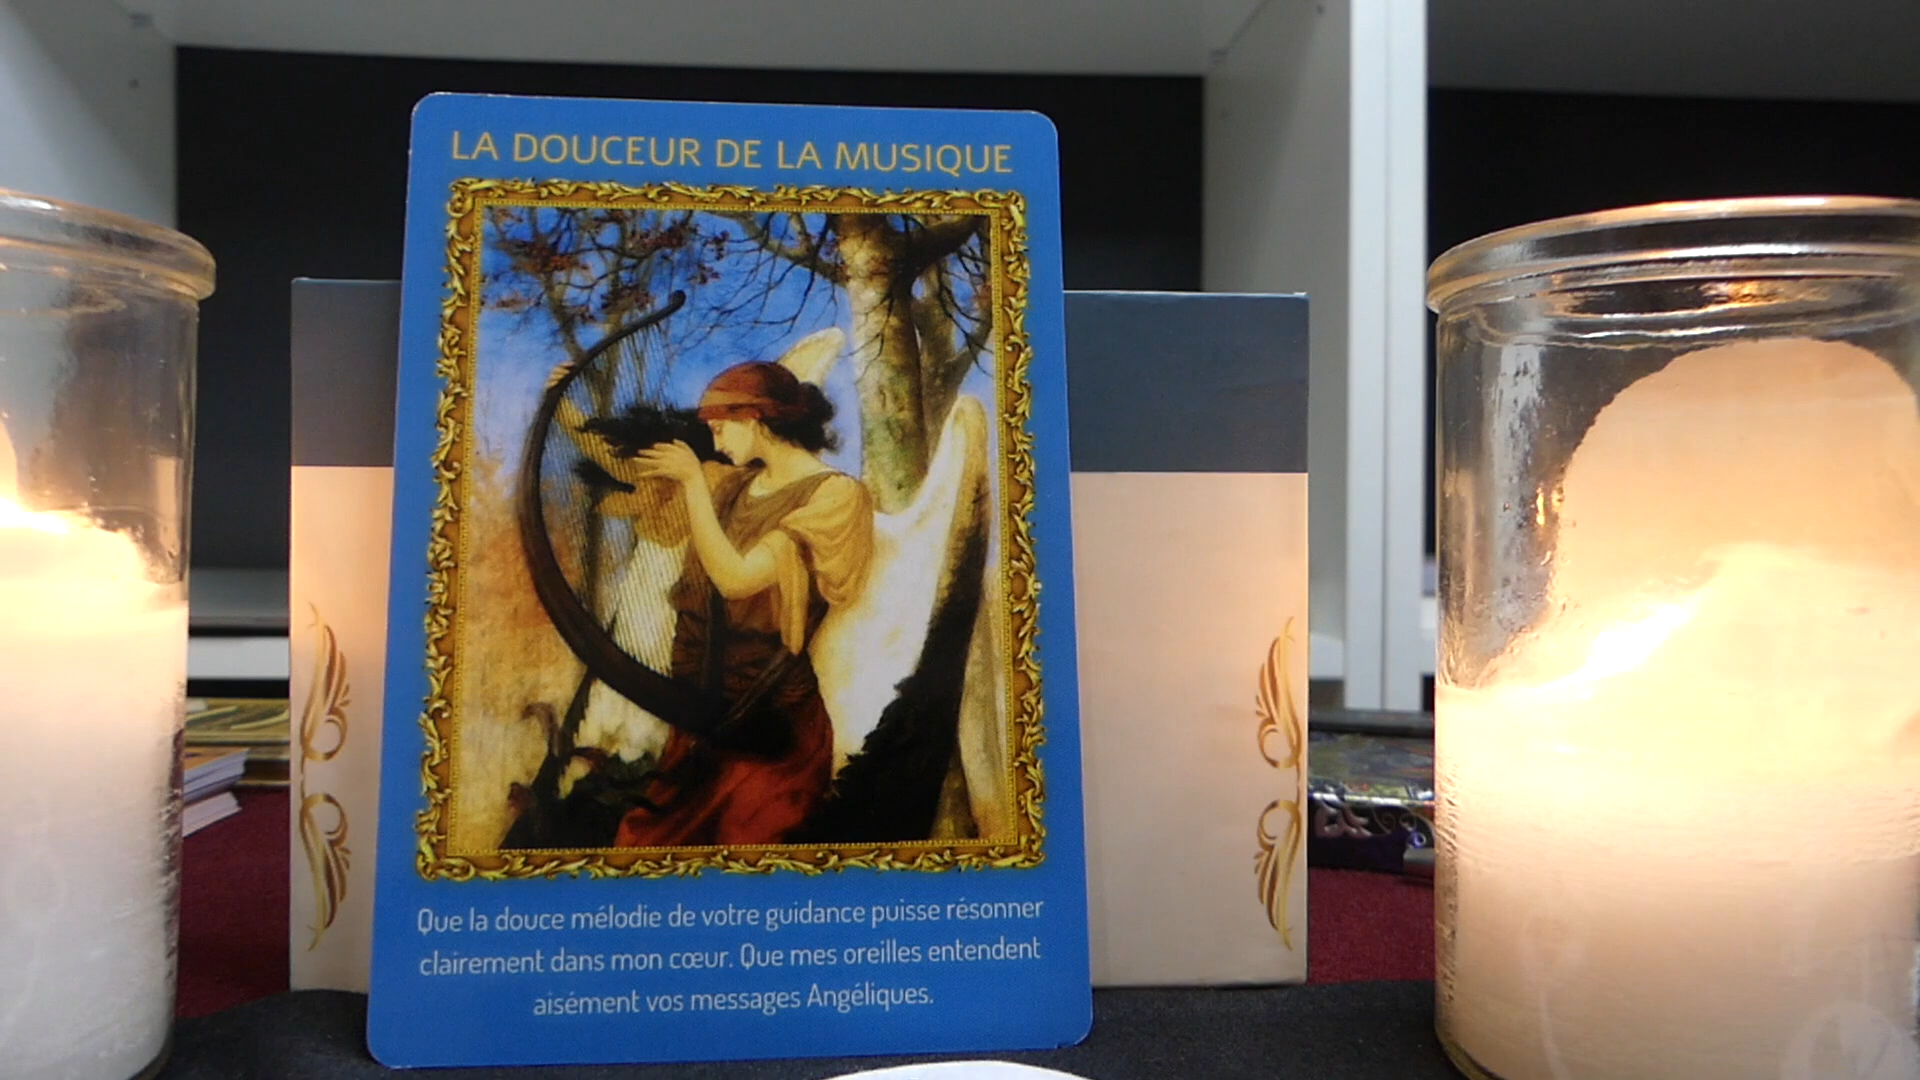 LA DOUCEUR DE LA MUSIQUE
Que la douce mélodie de votre guidance puisse résonner
clairement dans mon cœur. Que mes oreilles entendent
aisément vos messages Angéliques.